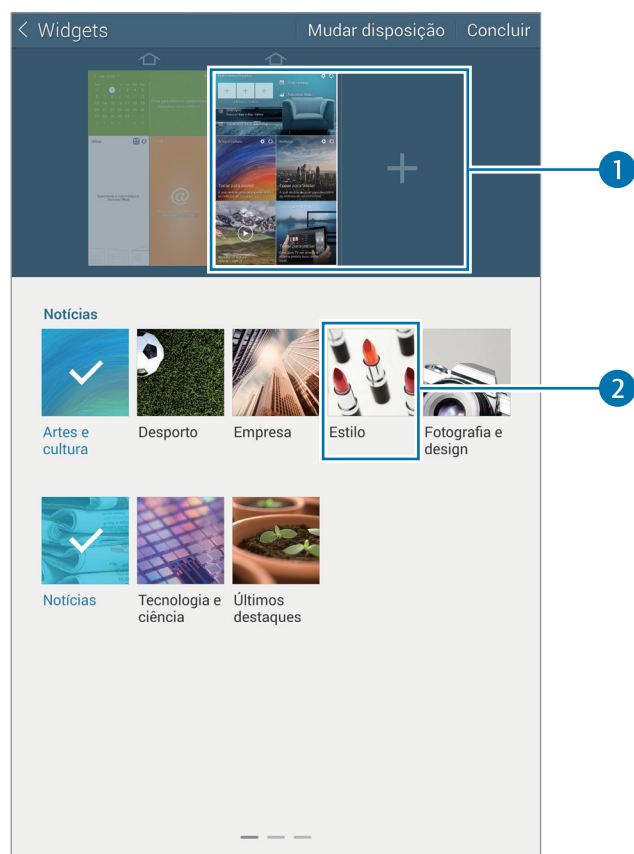 Widgets
Mudar disposição
Concluir
1
Notícias
2
Artes e
cultura
Desporto
Empresa
Estilo
Fotografia e
design
Notícias
Tecnologia e
ciência
Últimos
destaques